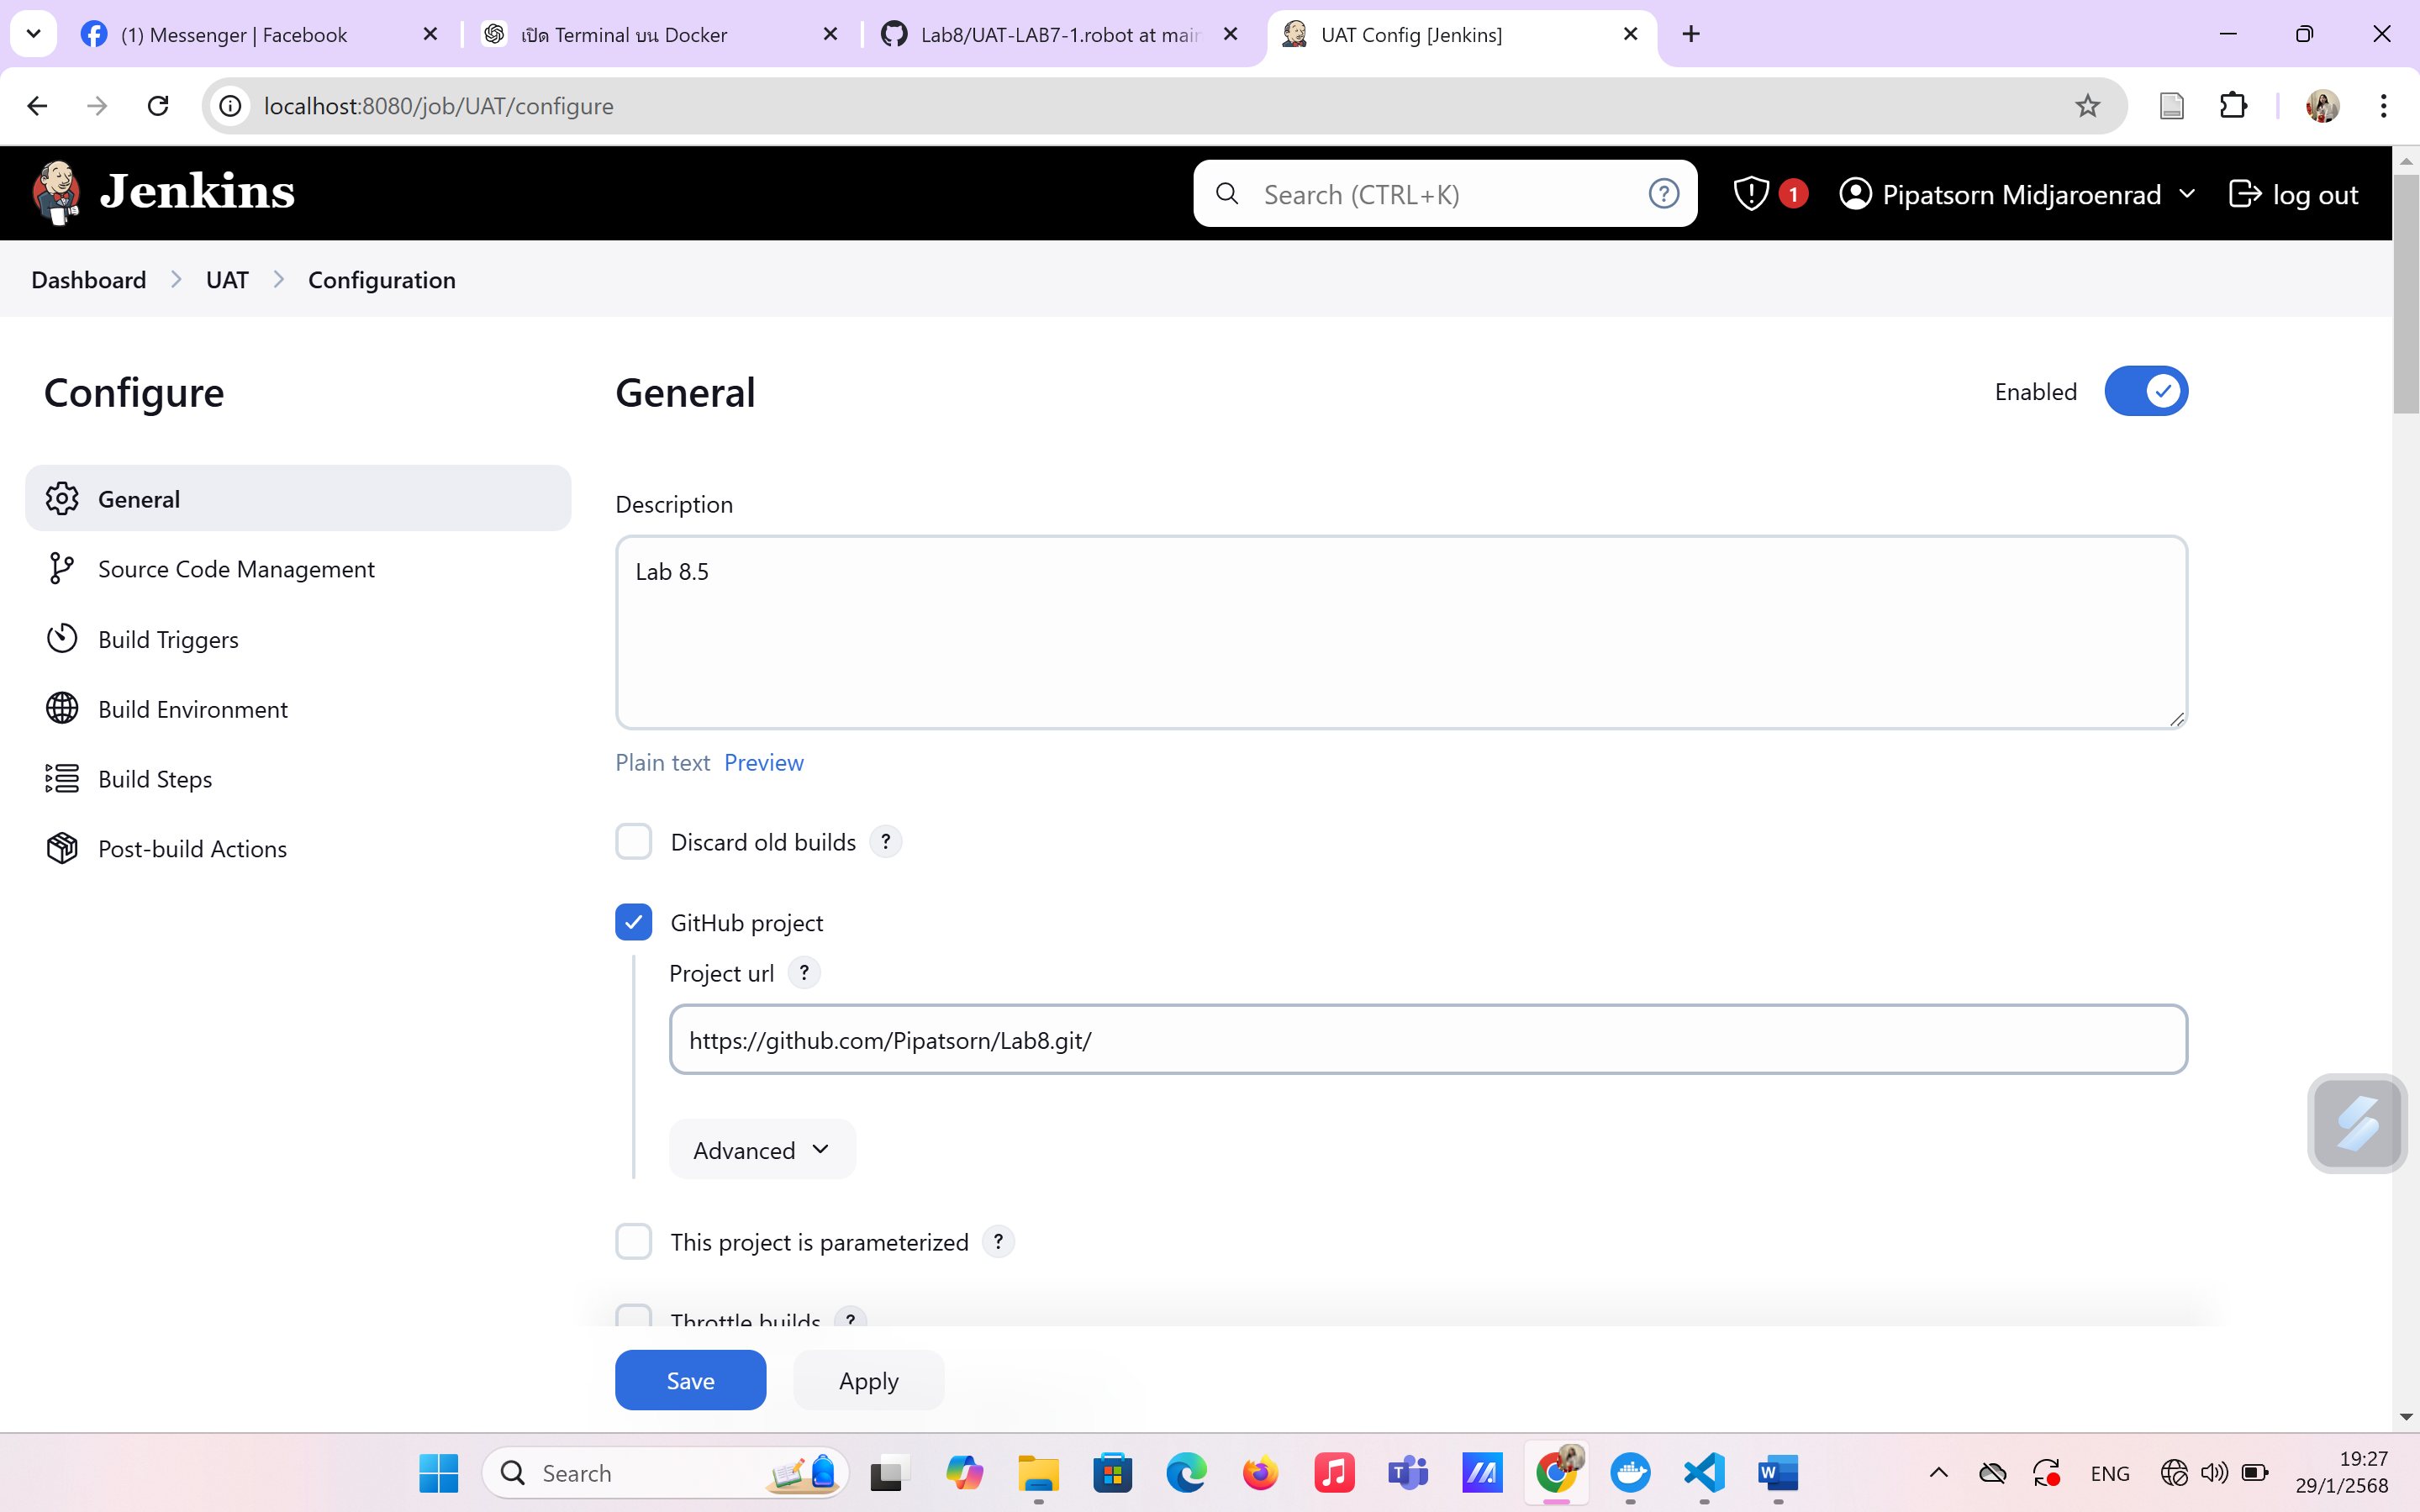 (1) Messenger | Facebook
เปิด Terminal บน Docker
Lab8/UAT-LAB7-1.robot at main
UAT Config [Jenkins]
localhost:8080/job/UAT/configure
Jenkins
Search (CTRL+K)
?
1
Pipatsorn Midjaroenrad
log out
Dashboard
UAT
Configuration
Configure
General
Source Code Management
Build Triggers
Build Environment
Build Steps
Post-build Actions
General
Enabled
Description
Lab 8.5
Plain text Preview
Discard old builds ?
GitHub project
Project url ?
https://github.com/Pipatsorn/Lab8.git/
Advanced
This project is parameterized ?
Throttle builds ?
Save
Apply
Search
ENG
19:27
29/1/2568